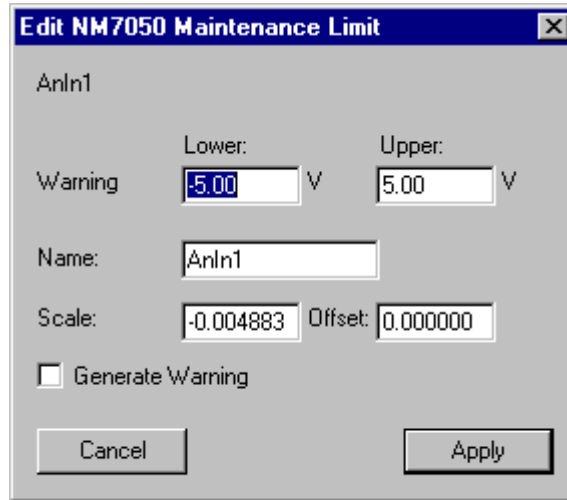 Edit NM7050 Maintenance Limit
AnIn1
Lower: Upper:
Warning -5.00 V 5.00 V
Name: AnIn1
Scale: -0.004883 Offset: 0.000000
Generate Warning
Cancel Apply